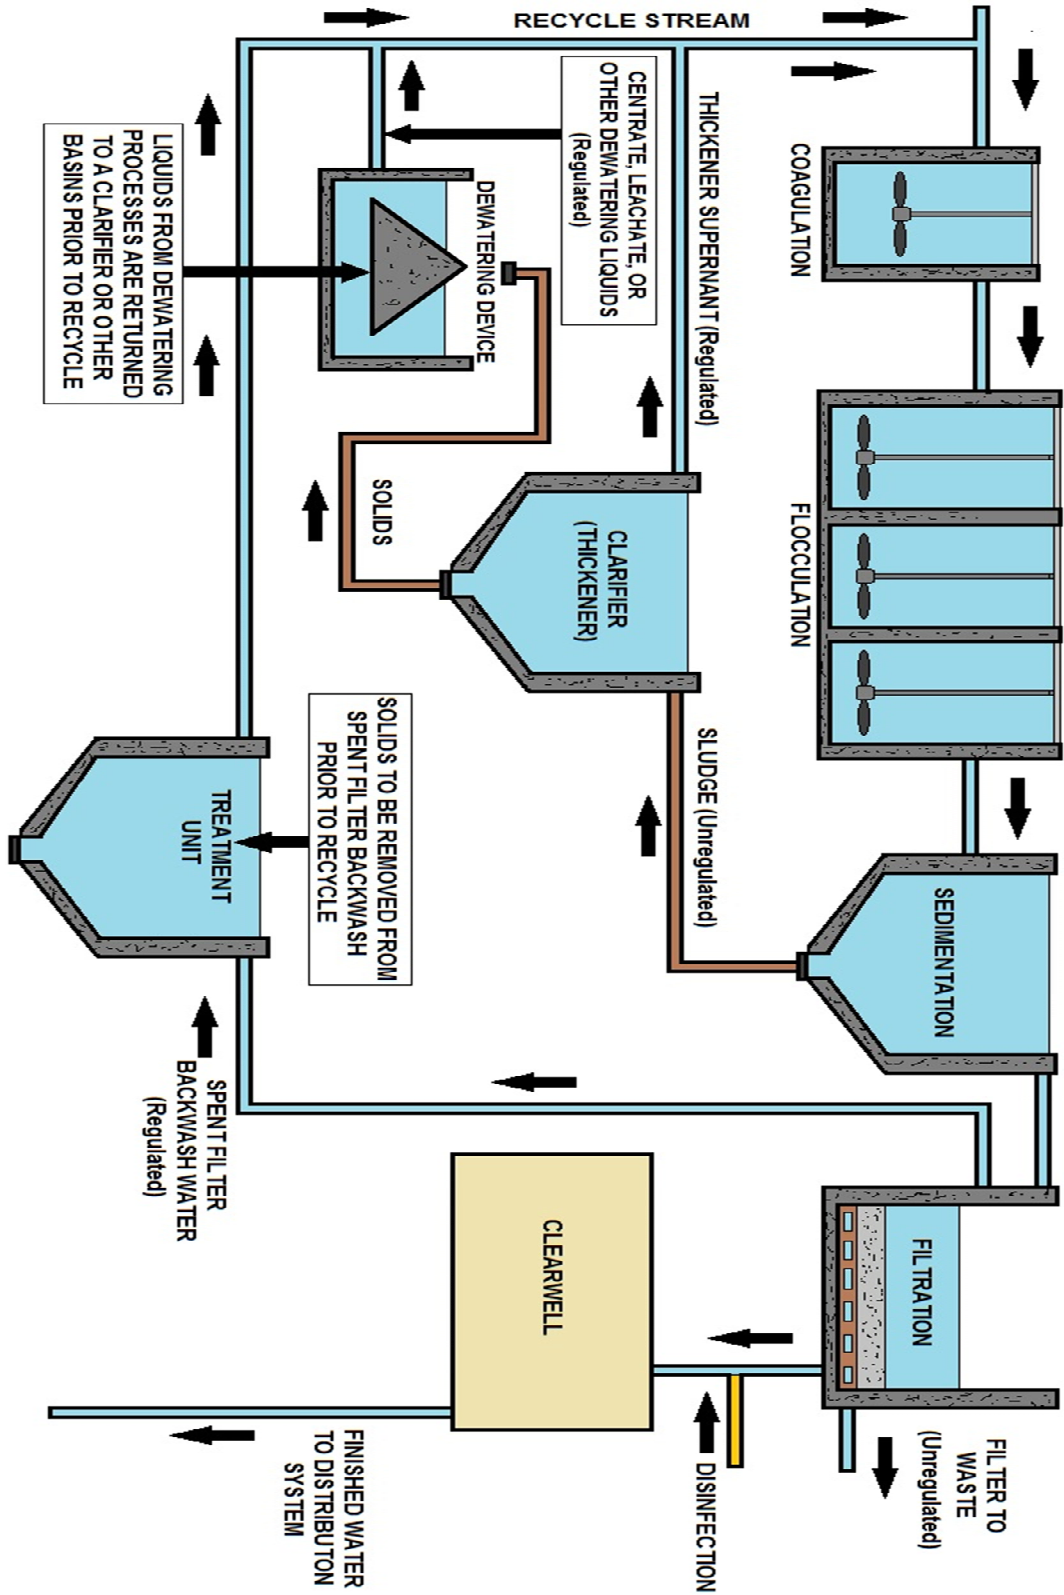 RECYCLE STREAM
COAGULATION
FLOCCULATION
SEDIMENTATION
FILTRATION
FILTER TO
WASTE
(Unregulated)
THICKENER SUPERNANT (Regulated)
SLUDGE (Unregulated)
DISINFECTION
CENTRATE, LEACHATE, OR
OTHER DEWATERING LIQUIDS
(Regulated)
CLARIFIER
(THICKENER)
CLEARWELL
DEWATERING DEVICE
SOLIDS
SOLIDS TO BE REMOVED FROM
SPENT FILTER BACKWASH
PRIOR TO RECYCLE
FINISHED WATER
TO DISTRIBUTON
SYSTEM
LIQUIDS FROM DEWATERING
PROCESSES ARE RETURNED
TO A CLARIFIER OR OTHER
BASINS PRIOR TO RECYCLE
TREATMENT
UNIT
SPENT FILTER
BACKWASH WATER
(Regulated)